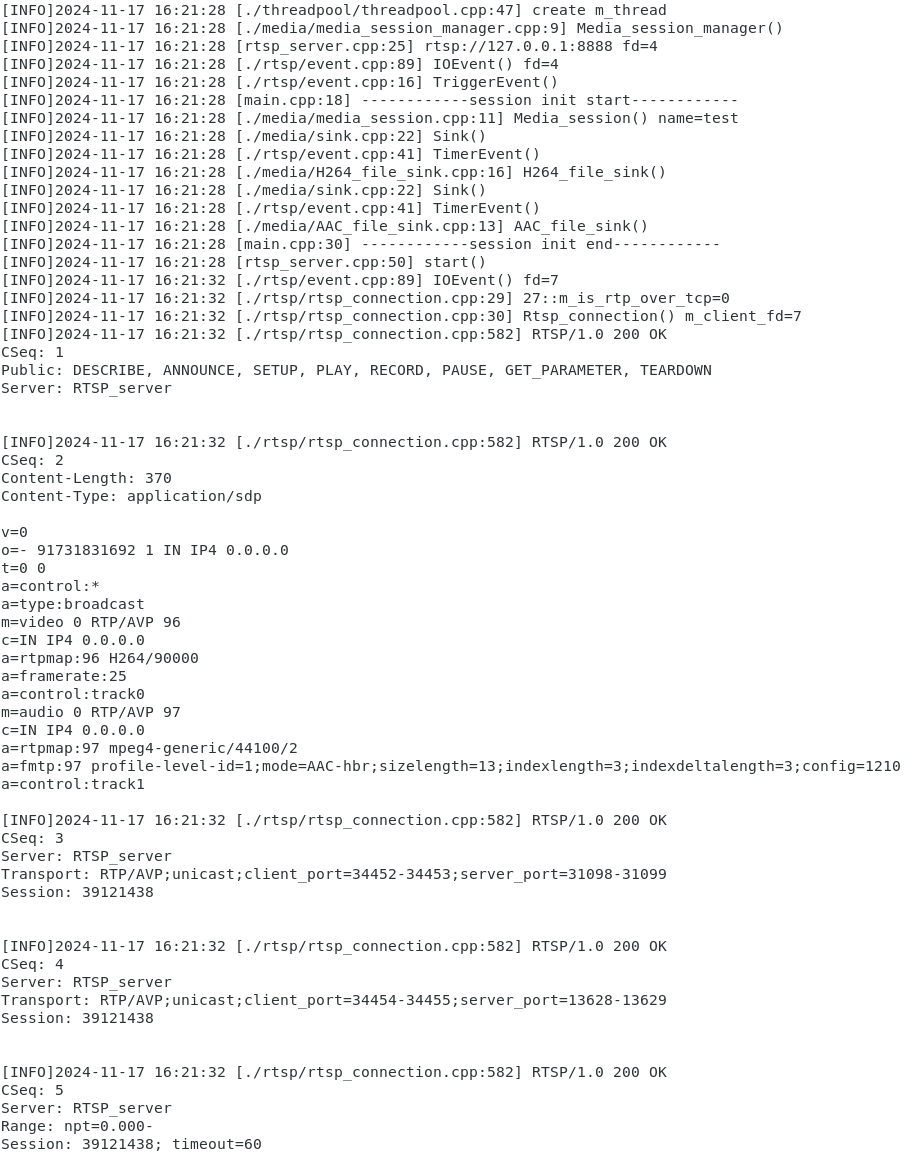 [INFO]2024-11-17 16:21:28 [./threadpool/threadpool.cpp:47] create m_thread
[INFO]2024-11-17 16:21:28 [./media/media_session_manager.cpp:9] Media_session_manager()
[INFO]2024-11-17 16:21:28 [rtsp_server.cpp:25] rtsp://127.0.0.1:8888 fd=4
[INFO]2024-11-17 16:21:28 [./rtsp/event.cpp:89] IOEvent() fd=4
[INFO]2024-11-17 16:21:28 [./rtsp/event.cpp:16] TriggerEvent()
[INFO]2024-11-17 16:21:28 [main.cpp:18] ------------session init start------------
[INFO]2024-11-17 16:21:28 [./media/media_session.cpp:11] Media_session() name=test
[INFO]2024-11-17 16:21:28 [./media/sink.cpp:22] Sink()
[INFO]2024-11-17 16:21:28 [./rtsp/event.cpp:41] TimerEvent()
[INFO]2024-11-17 16:21:28 [./media/H264_file_sink.cpp:16] H264_file_sink()
[INFO]2024-11-17 16:21:28 [./media/sink.cpp:22] Sink()
[INFO]2024-11-17 16:21:28 [./rtsp/event.cpp:41] TimerEvent()
[INFO]2024-11-17 16:21:28 [./media/AAC_file_sink.cpp:13] AAC_file_sink()
[INFO]2024-11-17 16:21:28 [main.cpp:30] ------------session init end------------
[INFO]2024-11-17 16:21:28 [rtsp_server.cpp:50] start()
[INFO]2024-11-17 16:21:32 [./rtsp/event.cpp:89] IOEvent() fd=7
[INFO]2024-11-17 16:21:32 [./rtsp/rtsp_connection.cpp:29] 27::m_is_rtp_over_tcp=0
[INFO]2024-11-17 16:21:32 [./rtsp/rtsp_connection.cpp:30] Rtsp_connection() m_client_fd=7
[INFO]2024-11-17 16:21:32 [./rtsp/rtsp_connection.cpp:582] RTSP/1.0 200 OK
CSeq: 1
Public: DESCRIBE, ANNOUNCE, SETUP, PLAY, RECORD, PAUSE, GET_PARAMETER, TEARDOWN
Server: RTSP_server
[INFO]2024-11-17 16:21:32 [./rtsp/rtsp_connection.cpp:582] RTSP/1.0 200 OK
CSeq: 2
Content-Length: 370
Content-Type: application/sdp
v=0
o=- 91731831692 1 IN IP4 0.0.0.0
t=0 0
a=control:*
a=type:broadcast
m=video 0 RTP/AVP 96
c=IN IP4 0.0.0.0
a=rtpmap:96 H264/90000
a=framerate:25
a=control:track0
m=audio 0 RTP/AVP 97
c=IN IP4 0.0.0.0
a=rtpmap:97 mpeg4-generic/44100/2
a=fmtp:97 profile-level-id=1;mode=AAC-hbr;sizelength=13;indexlength=3;indexdeltalength=3;config=1210
a=control:track1
[INFO]2024-11-17 16:21:32 [./rtsp/rtsp_connection.cpp:582] RTSP/1.0 200 OK
CSeq: 3
Server: RTSP_server
Transport: RTP/AVP;unicast;client_port=34452-34453;server_port=31098-31099
Session: 39121438
[INFO]2024-11-17 16:21:32 [./rtsp/rtsp_connection.cpp:582] RTSP/1.0 200 OK
CSeq: 4
Server: RTSP_server
Transport: RTP/AVP;unicast;client_port=34454-34455;server_port=13628-13629
Session: 39121438
[INFO]2024-11-17 16:21:32 [./rtsp/rtsp_connection.cpp:582] RTSP/1.0 200 OK
CSeq: 5
Server: RTSP_server
Range: npt=0.000-
Session: 39121438; timeout=60